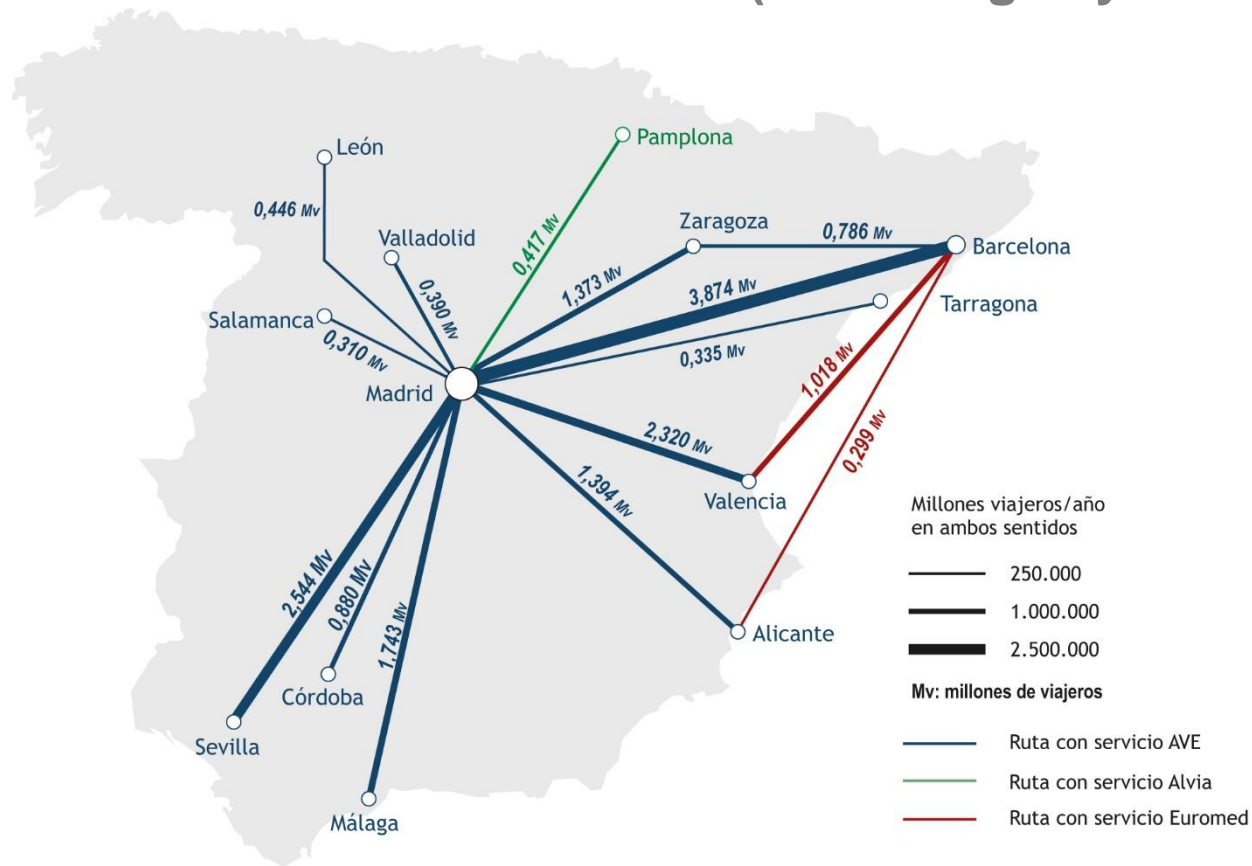 León
Pamplona
0,446 Mv
Valladolid
0,417 Mv
Zaragoza
0,786 Mv
Barcelona
0,390 Mv
1,373 Mv
3,874 Mv
Salamanca
0,310 Mv
Tarragona
0,335 Mv
Madrid
1,018 Mv
2,320 Mv
0,299 Mv
Valencia
1,394 Mv
2,544 Mv
0,880 Mv
1,743 Mv
Alicante
Córdoba
Sevilla
Málaga
Millones viajeros/año
en ambos sentidos
250.000
1.000.000
2.500.000
Mv: millones de viajeros
Ruta con servicio AVE
Ruta con servicio Alvia
Ruta con servicio Euromed